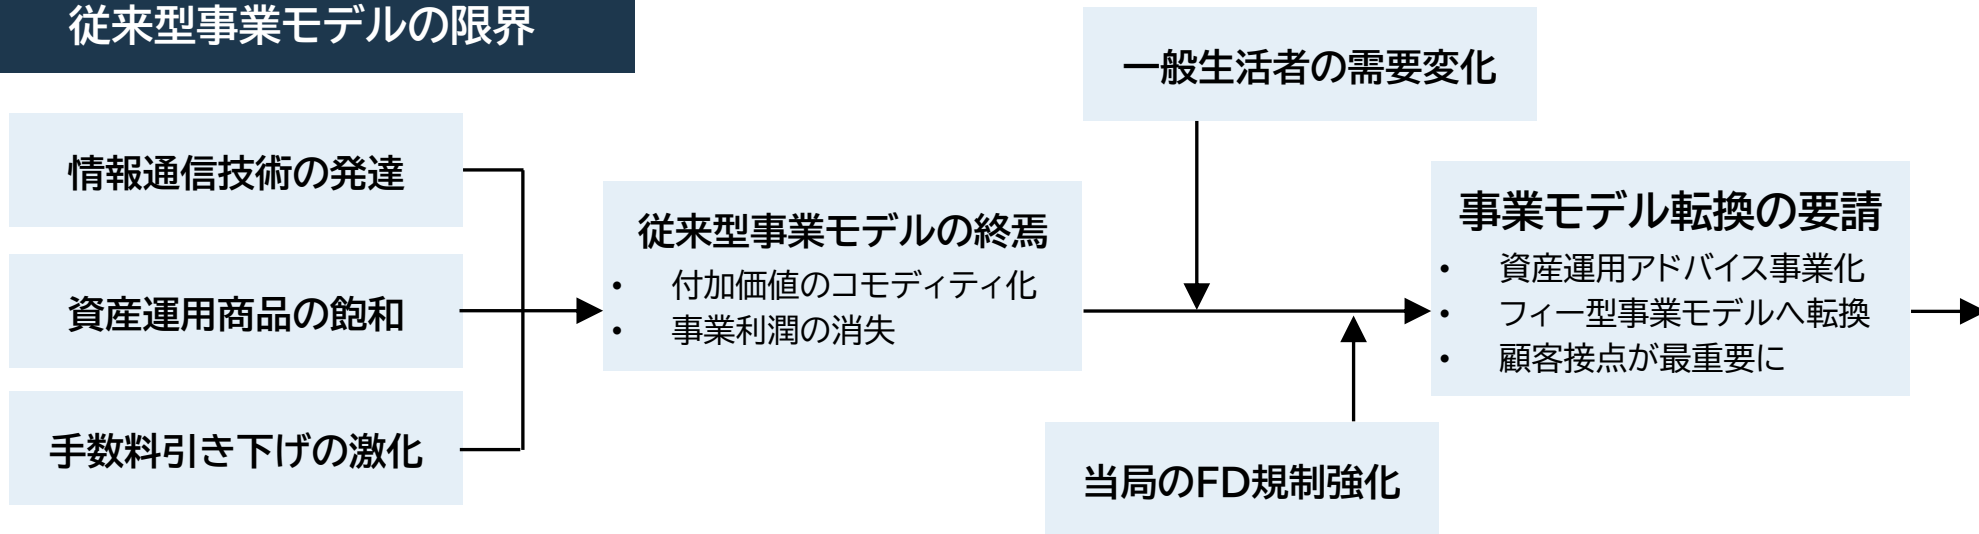 従来型事業モデルの限界
情報通信技術の発達
資産運用商品の飽和
手数料引き下げの激化
従来型事業モデルの終焉
• 付加価値のコモディティ化
• 事業利潤の消失
一般生活者の需要変化
当局のFD規制強化
事業モデル転換の要請
• 資産運用アドバイス事業化
• フィー型事業モデルへ転換
• 顧客接点が最重要に